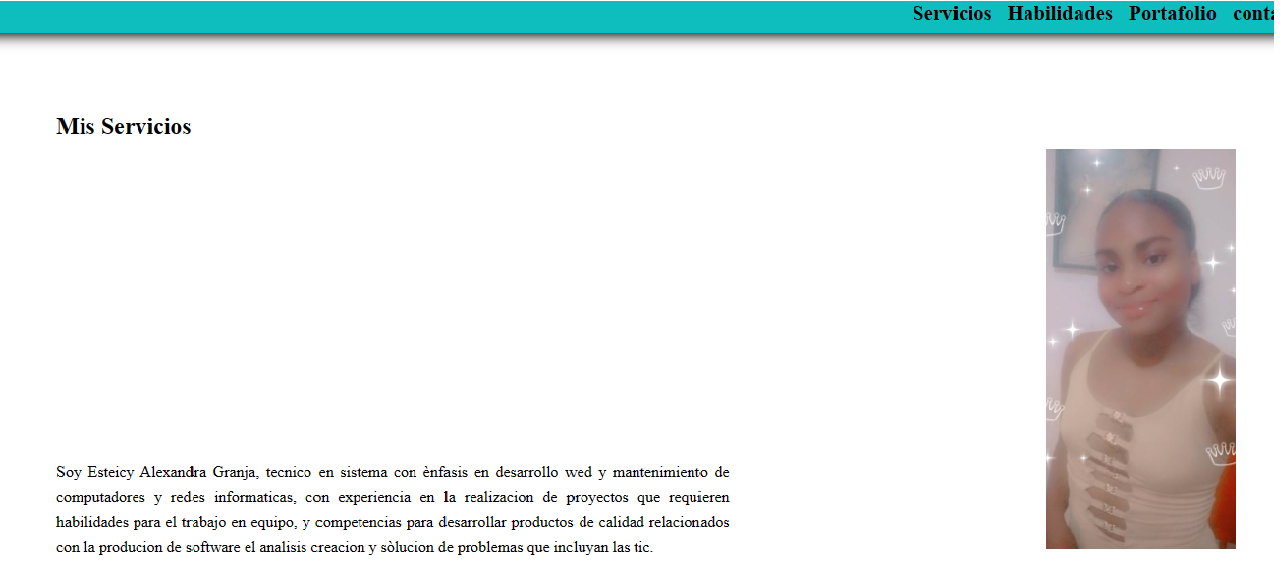 Servicios Habilidades Portafolio
Mis Servicios
Soy Esteicy Alexandra Granja, tecnico en sistema con ènfasis en desarrollo wed y mantenimiento de
computadores y redes informaticas, con experiencia en la realizacion de proyectos que requieren
habilidades para el trabajo en equipo, y competencias para desarrollar productos de calidad relacionados
con la producion de software el analisis creacion y sòlucion de problemas que incluyan las tic.